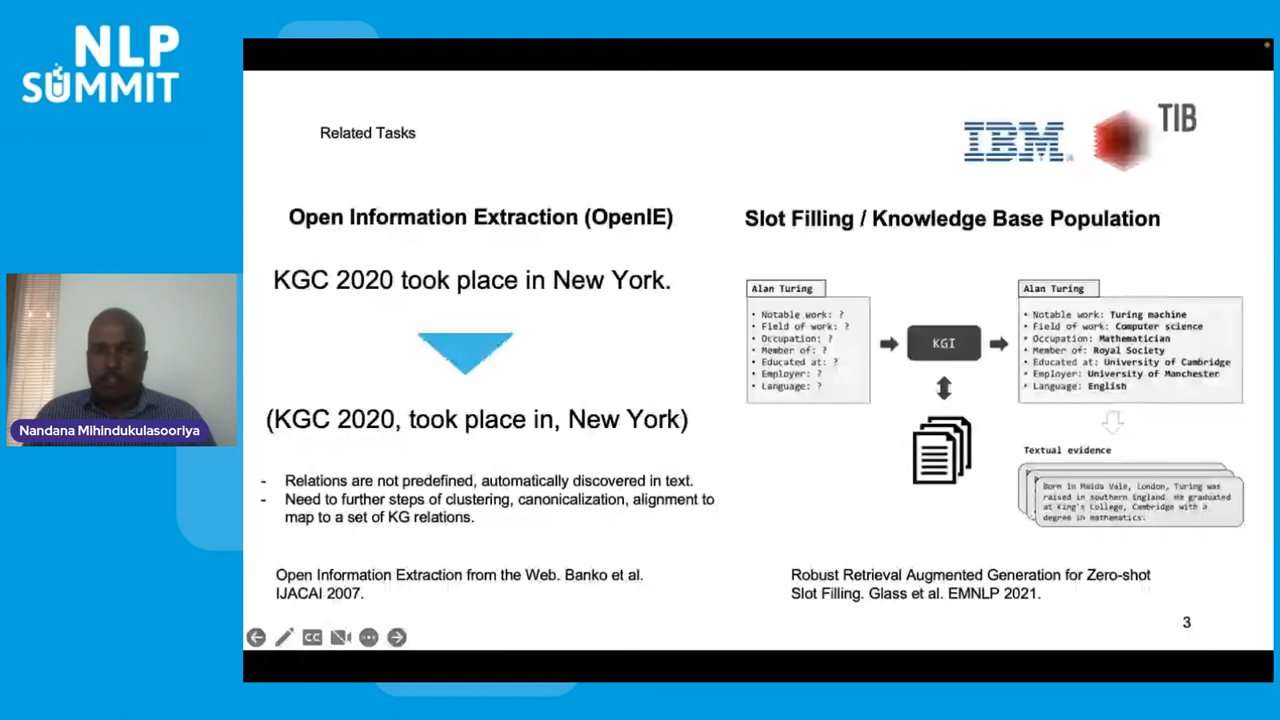 NLP
SUMMIT
Related Tasks
IBM
TIB
Open Information Extraction (OpenIE)
KGC 2020 took place in New York.
(KGC 2020, took place in, New York)
- Relations are not predefined, automatically discovered in text.
- Need to further steps of clustering, canonicalization, alignment to
map to a set of KG relations.
Open Information Extraction from the Web. Banko et al.
IJACAI 2007.
Slot Filling / Knowledge Base Population
Alan Turing
• Notable work: ?
• Field of work: ?
• Occupation: ?
• Member of: ?
• Educated at: ?
• Employer: ?
• Language: ?
KGI
Alan Turing
• Notable work: Turing machine
• Field of work: Computer science
• Occupation: Mathematician
• Member of: Royal Society
• Educated at: University of Cambridge
• Employer: University of Manchester
• Language: English
Textual evidence
Born in Maida Vale, London, Turing was
raised in southern England. He graduated
at King's College, Cambridge with a
degree in mathematics.
Robust Retrieval Augmented Generation for Zero-shot
Slot Filling. Glass et al. EMNLP 2021.
3
CC
Nandana Mihindukulasooriya